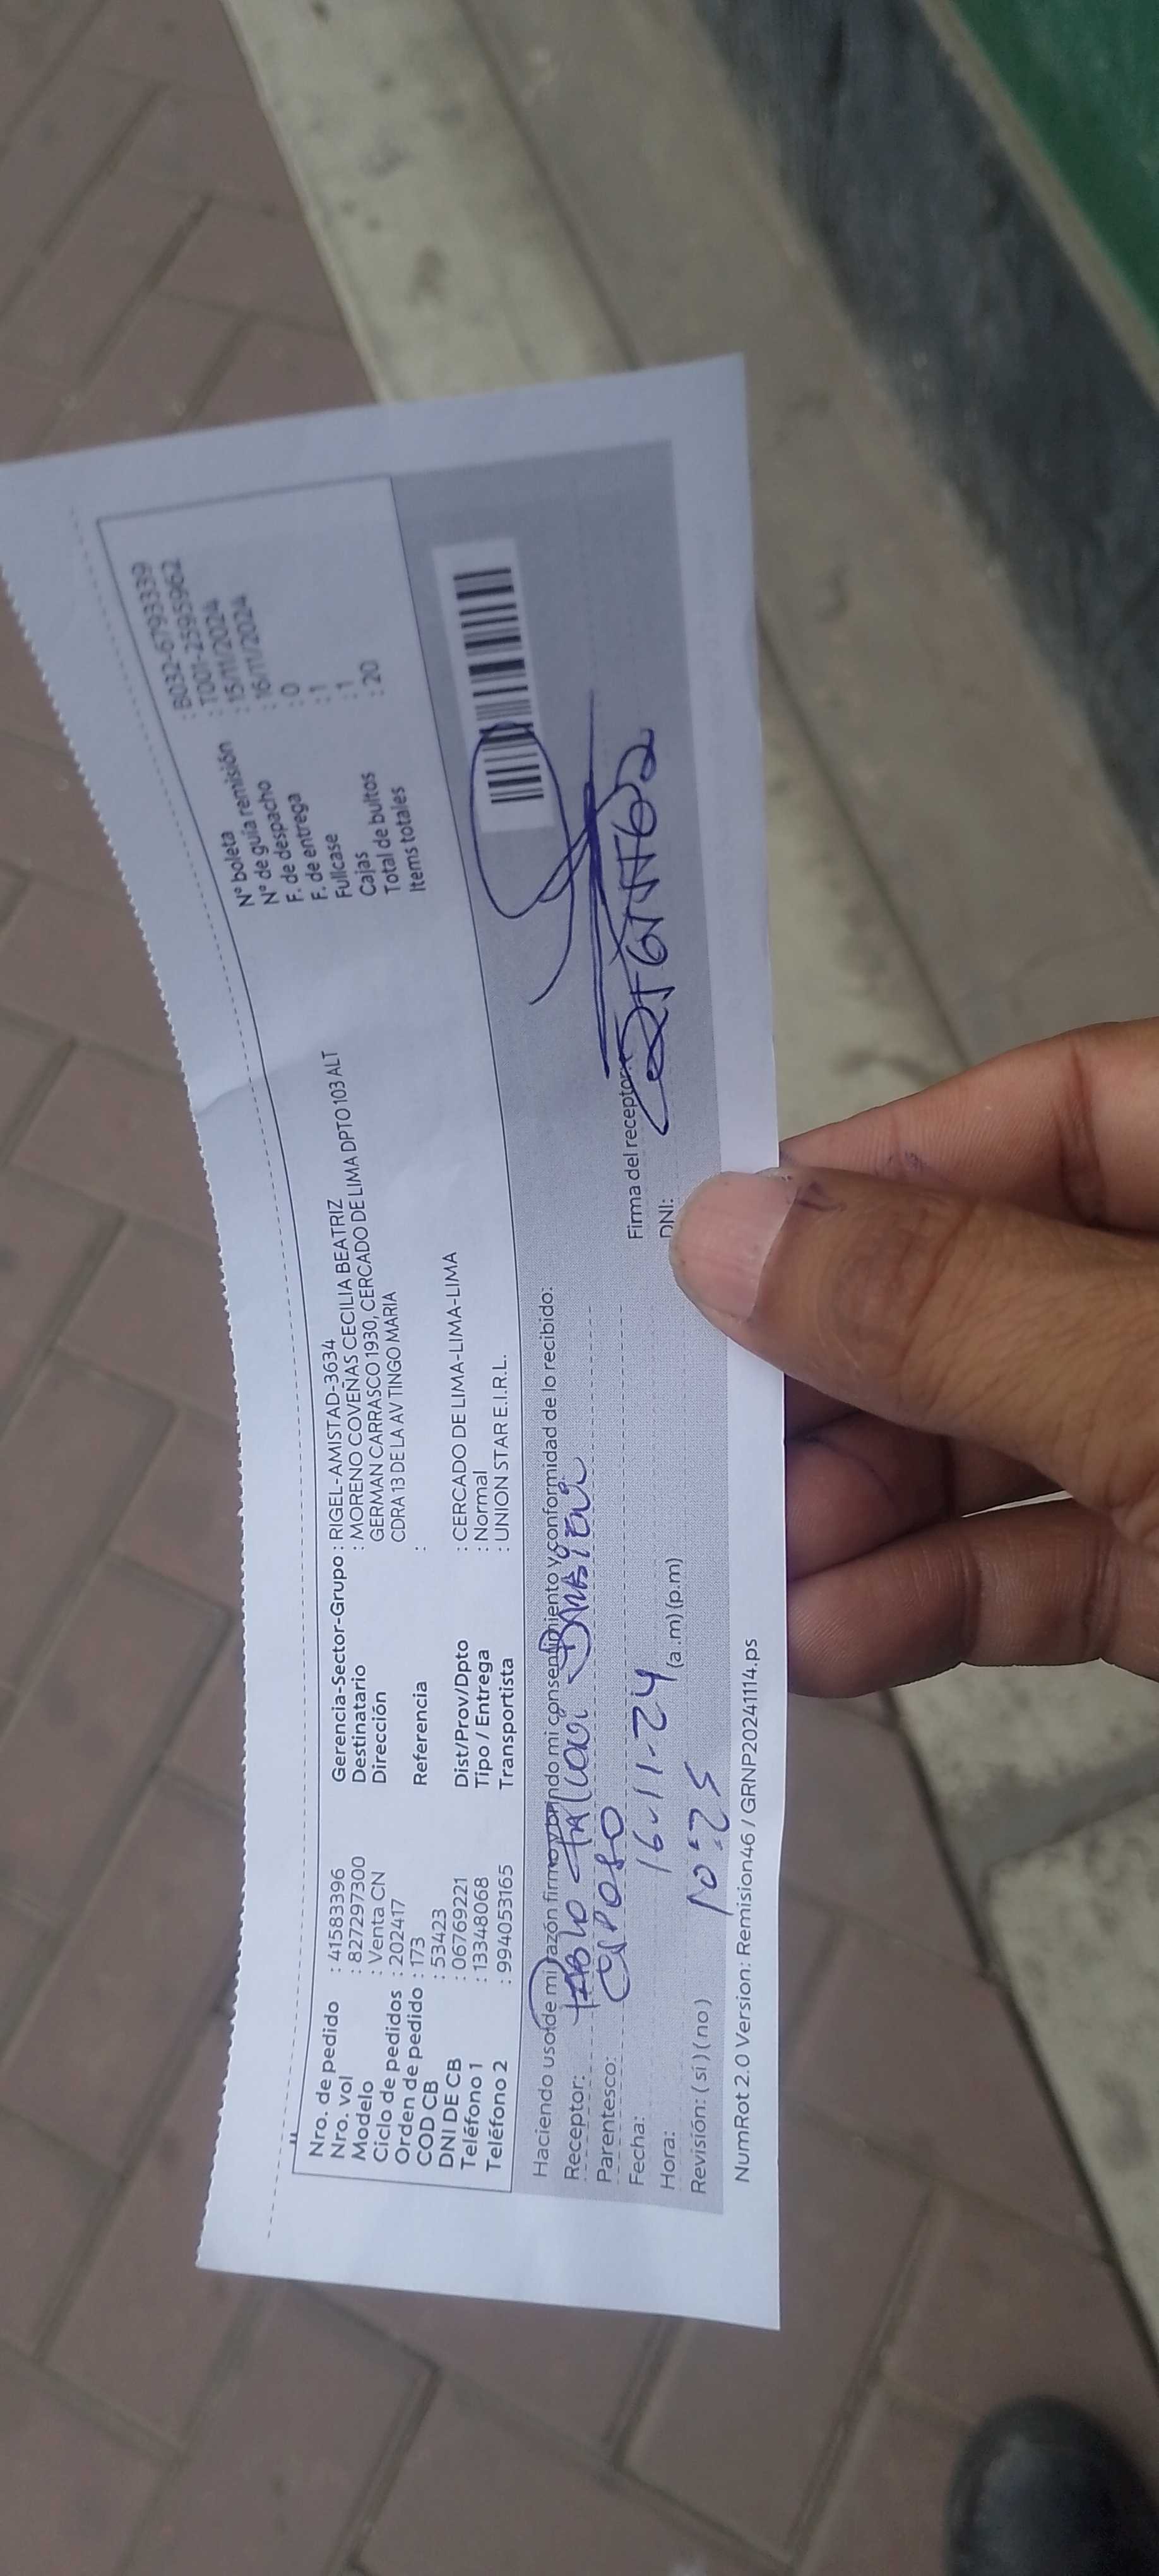 Nro. de pedido : 41583396
Nro. vol : 827297300
Modelo : Venta CN
Ciclo de pedidos : 202417
Orden de pedido : 173
COD CB : 53423
DNI DE CB : 06769221
Teléfono 1 : 13348068
Teléfono 2 : 994053165
Gerencia-Sector-Grupo : RIGEL-AMISTAD-3634
Destinatario : MORENO COVEÑAS CECILIA BEATRIZ
Dirección GERMAN CARRASCO 1930, CERCADO DE LIMA DPTO 103 ALT
CDRA 13 DE LA AV TINGO MARIA
Referencia :
Dist/Prov/Dpto : CERCADO DE LIMA-LIMA-LIMA
Tipo / Entrega : Normal
Transportista : UNION STAR E.I.R.L.
N° boleta : B032-6793339
N° de guía remisión : T001-2595962
F. de despacho : 15/11/2024
F. de entrega : 16/11/2024
Fullcase : 0
Cajas : 1
Total de bultos : 1
Items totales : 20
Haciendo uso de mi razón firmo y brindo mi consentimiento y conformidad de lo recibido:
Receptor: Pablo
Parentesco: esposo
Fecha: 16-11-24
Hora: 10:25 (a.m) (p.m)
Revisión: ( si ) ( no )
Firma del receptor:
DNI:
NumRot 2.0 Version: Remision46 / GRNP20241114.ps